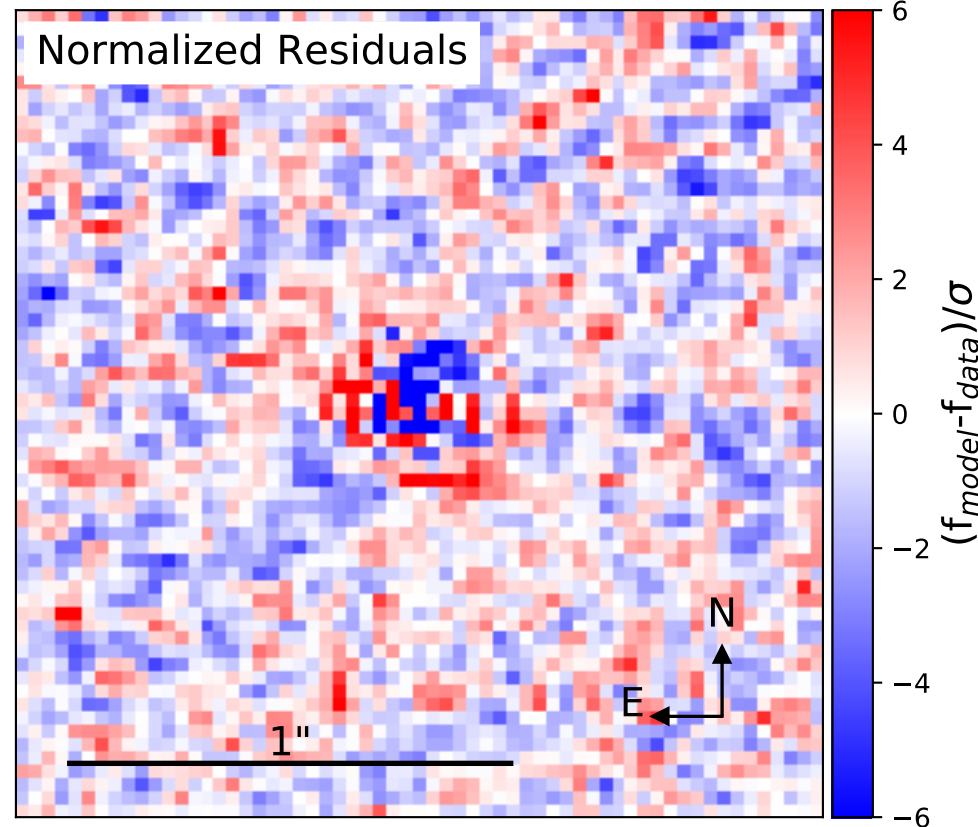 Normalized Residuals
6
4
2
0
−2
−4
−6
(f_model-f_data)/σ
N
E
1"